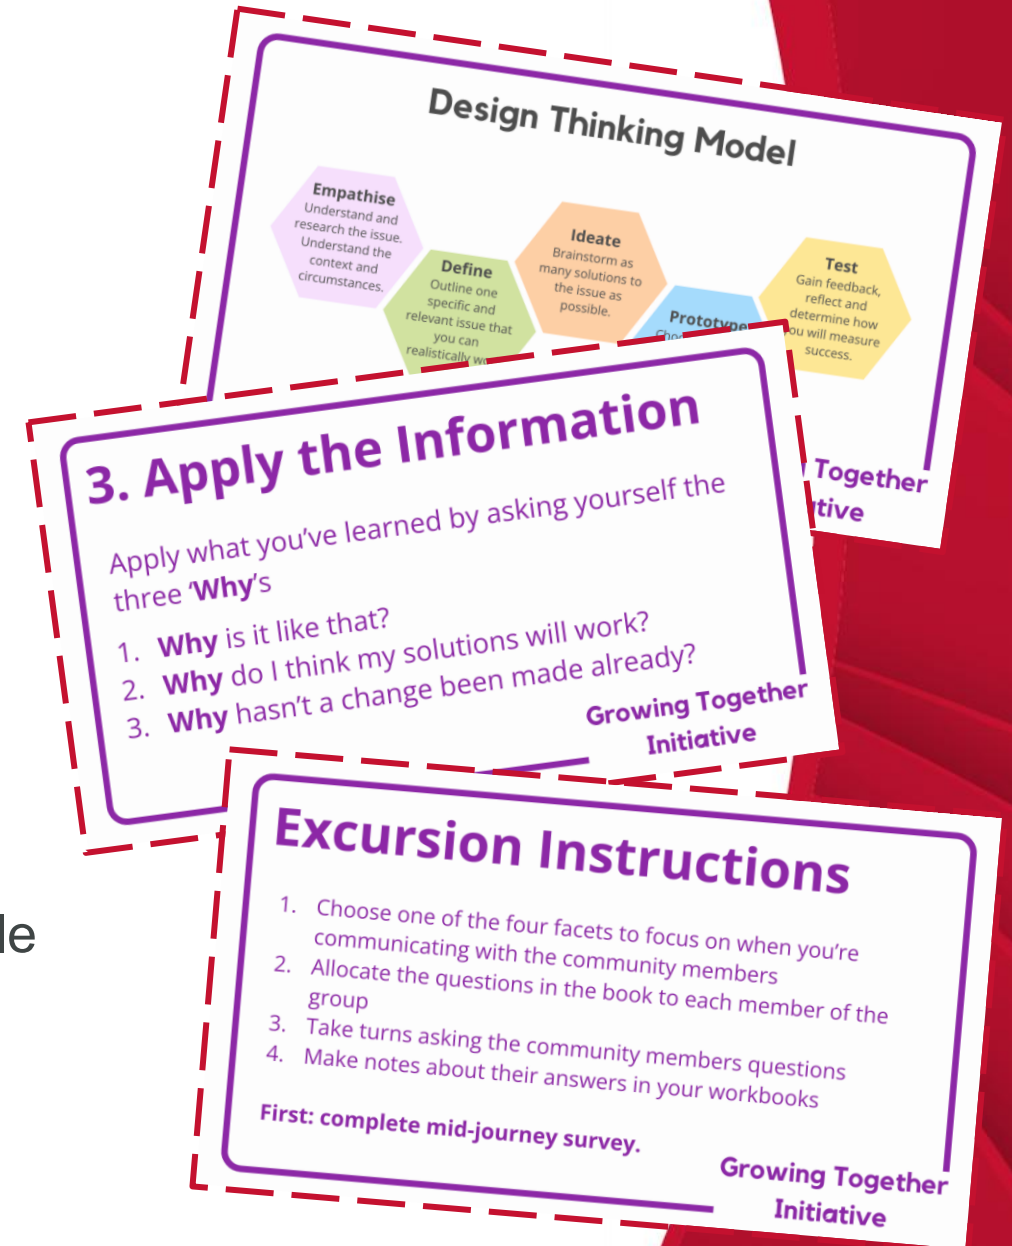 Design Thinking Model
Empathise
Understand and
research the issue.
Understand the
context and
circumstances.
Define
Outline one
specific and
relevant issue that
you can
realistically
Ideate
Brainstorm as
many solutions to
the issue as
possible.
Prototype
Test
Gain feedback,
reflect and
determine how
you will measure
success.
Together
3. Apply the Information
Apply what you've learned by asking yourself the
three ‘Why’s
1. Why is it like that?
2. Why do I think my solutions will work?
3. Why hasn't a change been made already?
Growing Together
Initiative
Excursion Instructions
1. Choose one of the four facets to focus on when you're
communicating with the community members
2. Allocate the questions in the book to each member of the
group
3. Take turns asking the community members questions
4. Make notes about their answers in your workbooks
First: complete mid-journey survey.
Growing Together
Initiative